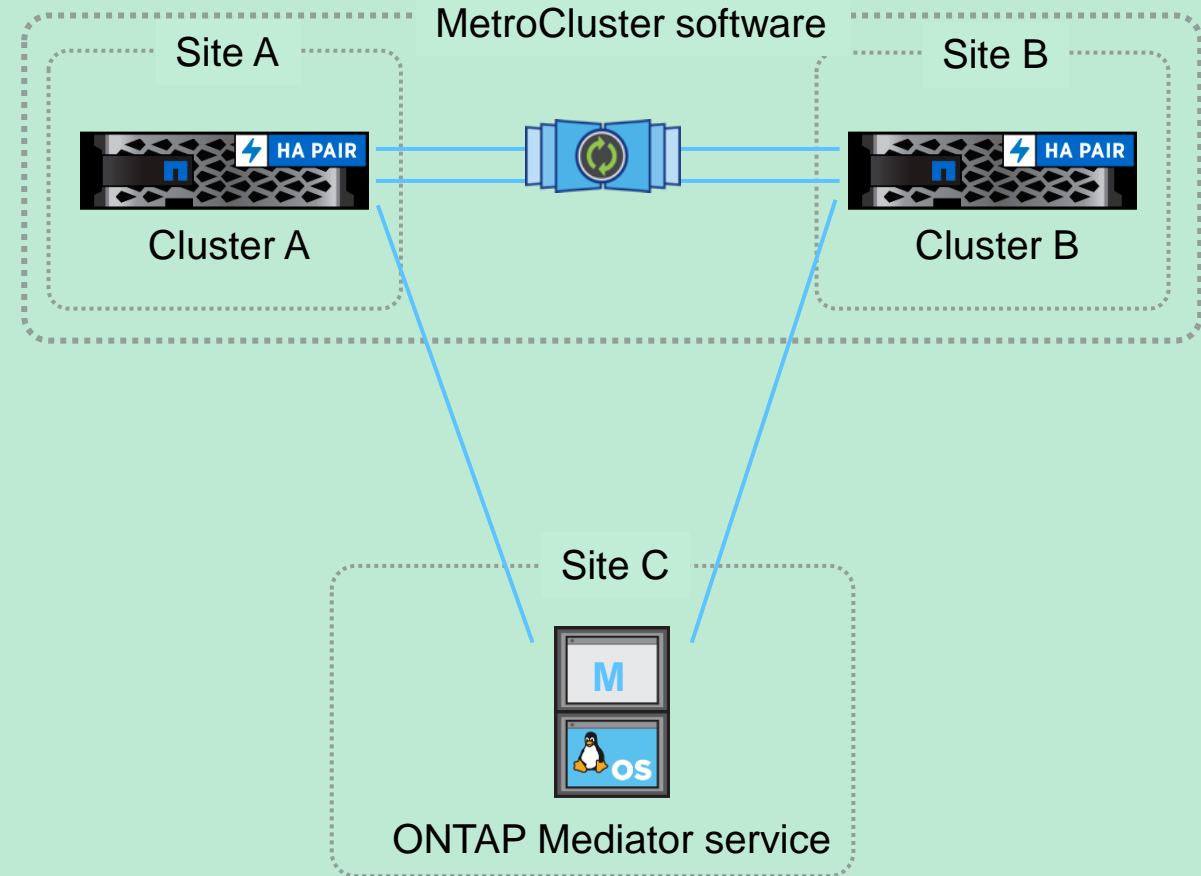 MetroCluster software
Site A
Site B
HA PAIR
HA PAIR
Cluster A
Cluster B
Site C
M
OS
ONTAP Mediator service